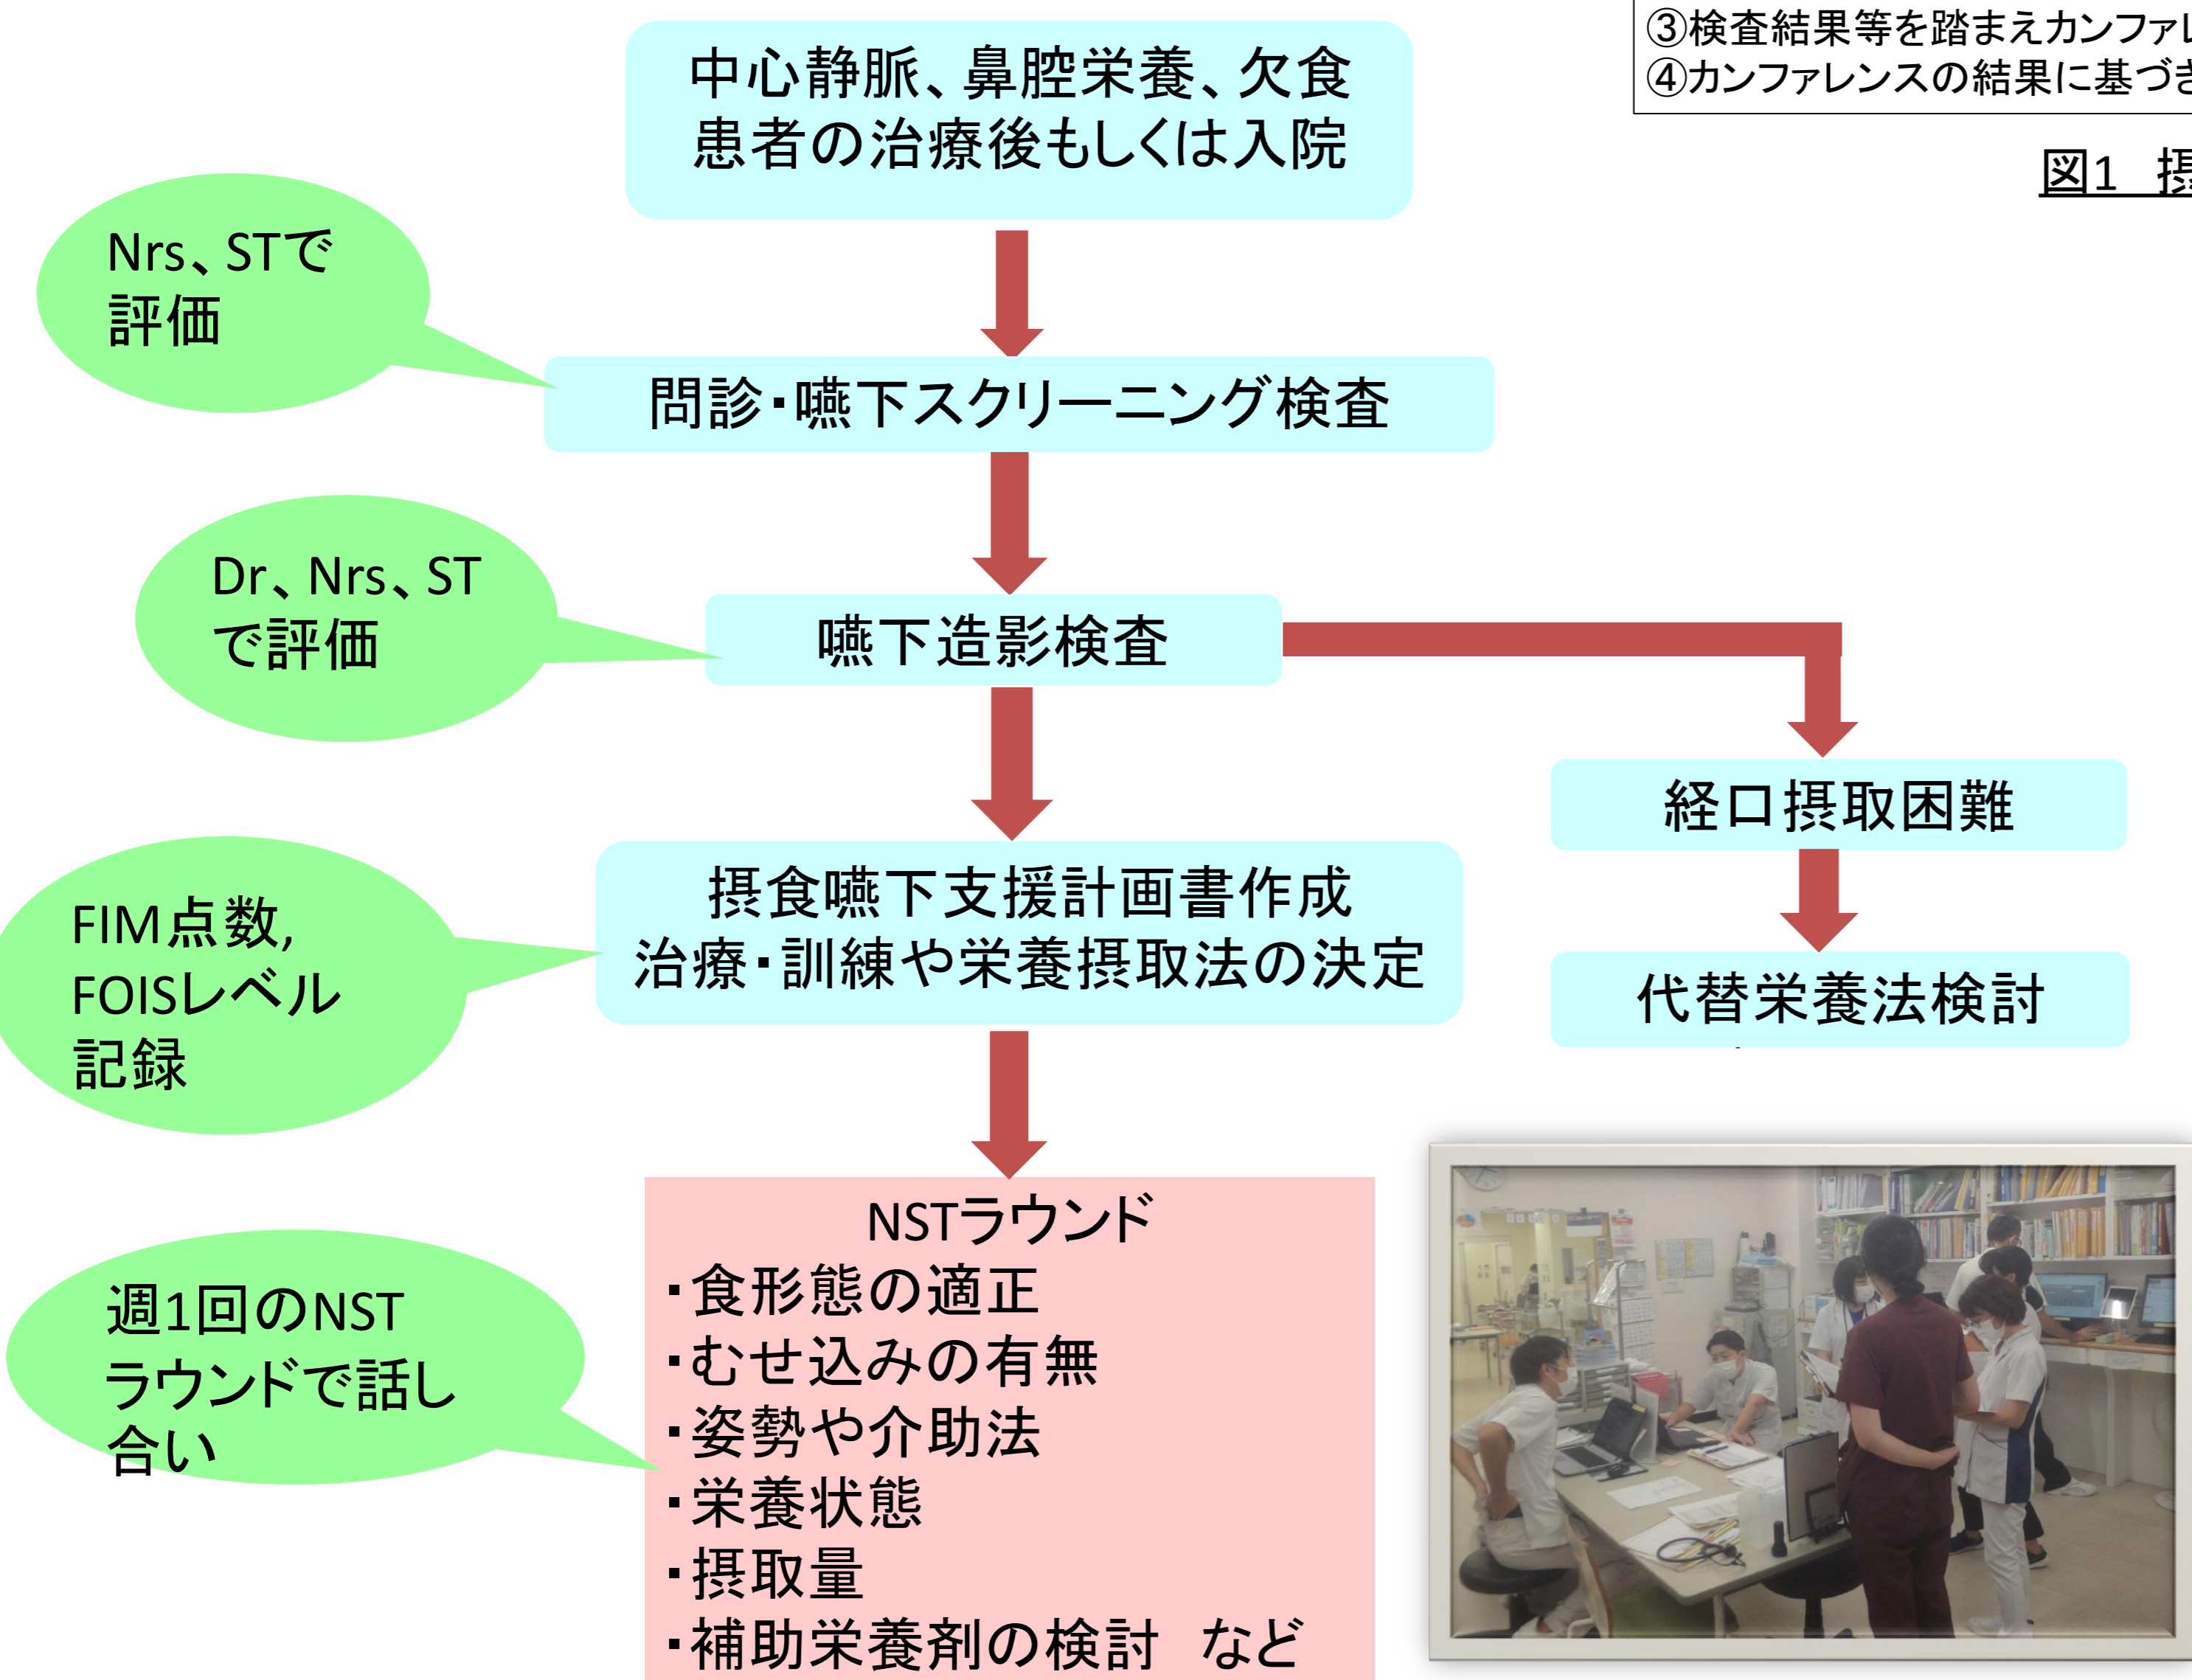 ③検査結果等を踏まえカンファ
④カンファレンスの結果に基づ
図1 摂
中心静脈、鼻腔栄養、欠食
患者の治療後もしくは入院
Nrs、STで
評価
問診・嚥下スクリーニング検査
Dr、Nrs、ST
で評価
嚥下造影検査
経口摂取困難
摂食嚥下支援計画書作成
治療・訓練や栄養摂取法の決定
FIM点数,
FOISレベル
記録
代替栄養法検討
NSTラウンド
・食形態の適正
・むせ込みの有無
・姿勢や介助法
・栄養状態
・摂取量
・補助栄養剤の検討 など
週1回のNST
ラウンドで話し
合い